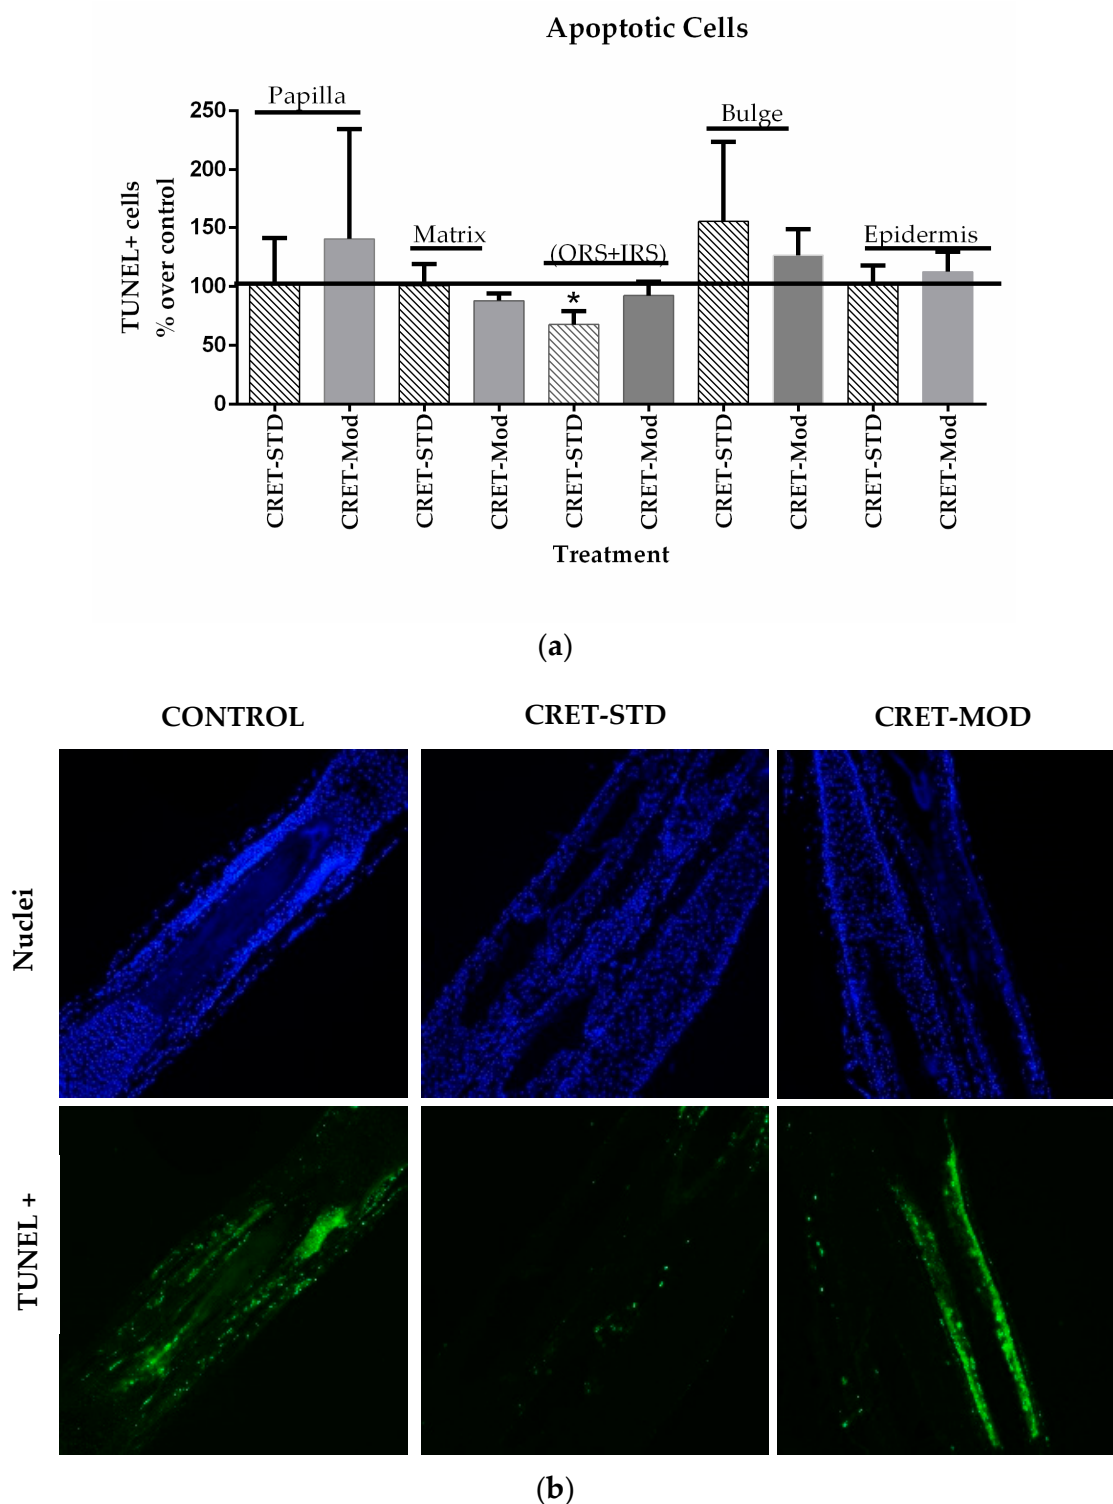 Apoptotic Cells
TUNEL+ cells
% over control
250
200
150
100
50
0
Papilla
Matrix
(ORS+IRS)
*
Bulge
Epidermis
CRET-STD
CRET-Mod
CRET-STD
CRET-Mod
CRET-STD
CRET-Mod
CRET-STD
CRET-Mod
CRET-STD
CRET-Mod
Treatment
(a)
CONTROL
CRET-STD
CRET-MOD
Nuclei
TUNEL +
(b)